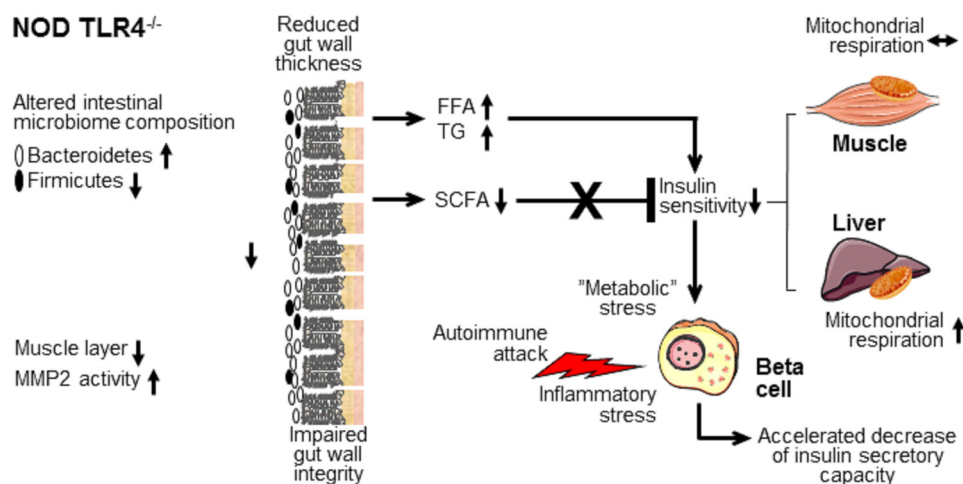 NOD TLR4-/-
Altered intestinal
microbiome composition
Bacteroidetes
Firmicutes
Muscle layer
MMP2 activity
Reduced
gut wall
thickness
Impaired
gut wall
integrity
FFA
TG
SCFA
X
Insulin
sensitivity
Mitochondrial
respiration
Muscle
Liver
Mitochondrial
respiration
"Metabolic"
stress
Autoimmune
attack
Inflammatory
stress
Beta
cell
Accelerated decrease
of insulin secretory
capacity